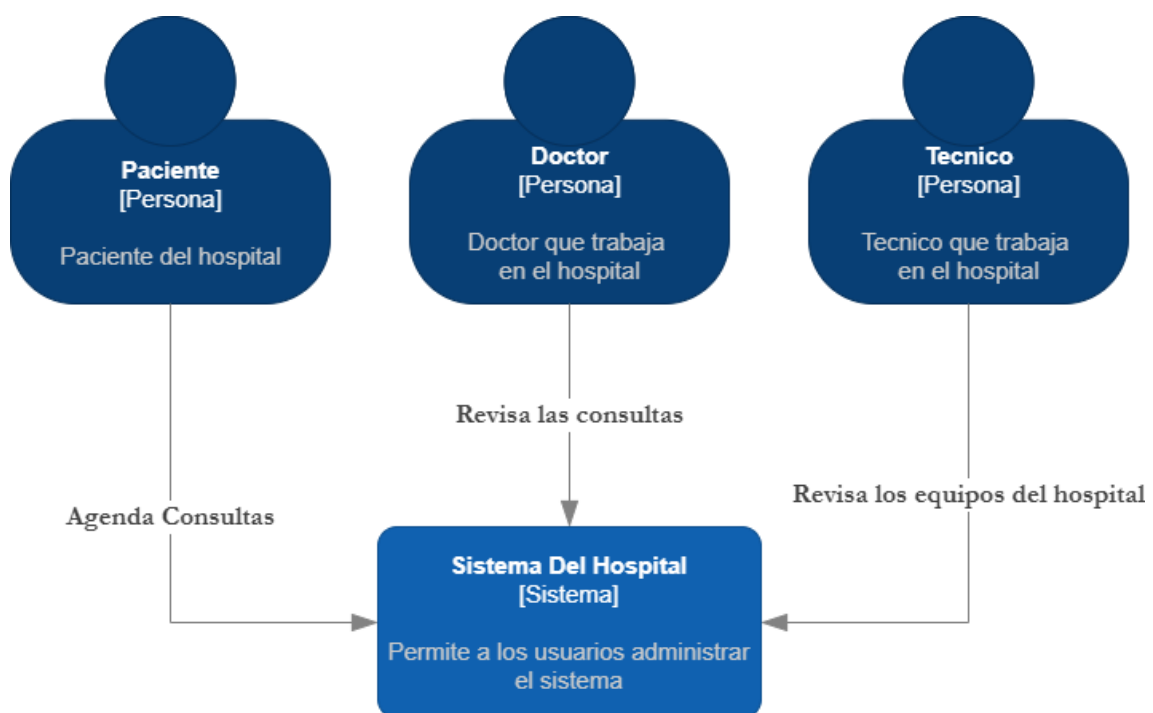 Paciente
[Persona]
Paciente del hospital
Doctor
[Persona]
Doctor que trabaja
en el hospital
Tecnico
[Persona]
Tecnico que trabaja
en el hospital
Revisa las consultas
Agenda Consultas
Revisa los equipos del hospital
Sistema Del Hospital
[Sistema]
Permite a los usuarios administrar
el sistema